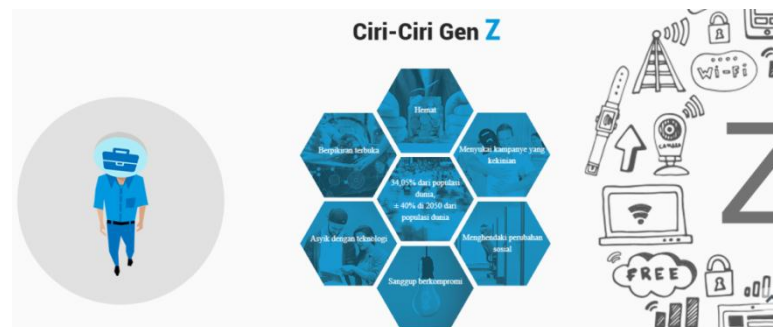 Ciri-Ciri Gen Z
Hemat
Berpikiran terbuka
Menyukai kampanye yang
kekinian
34,05% dari populasi
dunia,
± 40% di 2050 dari
populasi dunia
Asyik dengan teknologi
Menghendaki perubahan
sosial
Sanggup berkompromi
Wi-Fi
CAMERA
FREE
Z